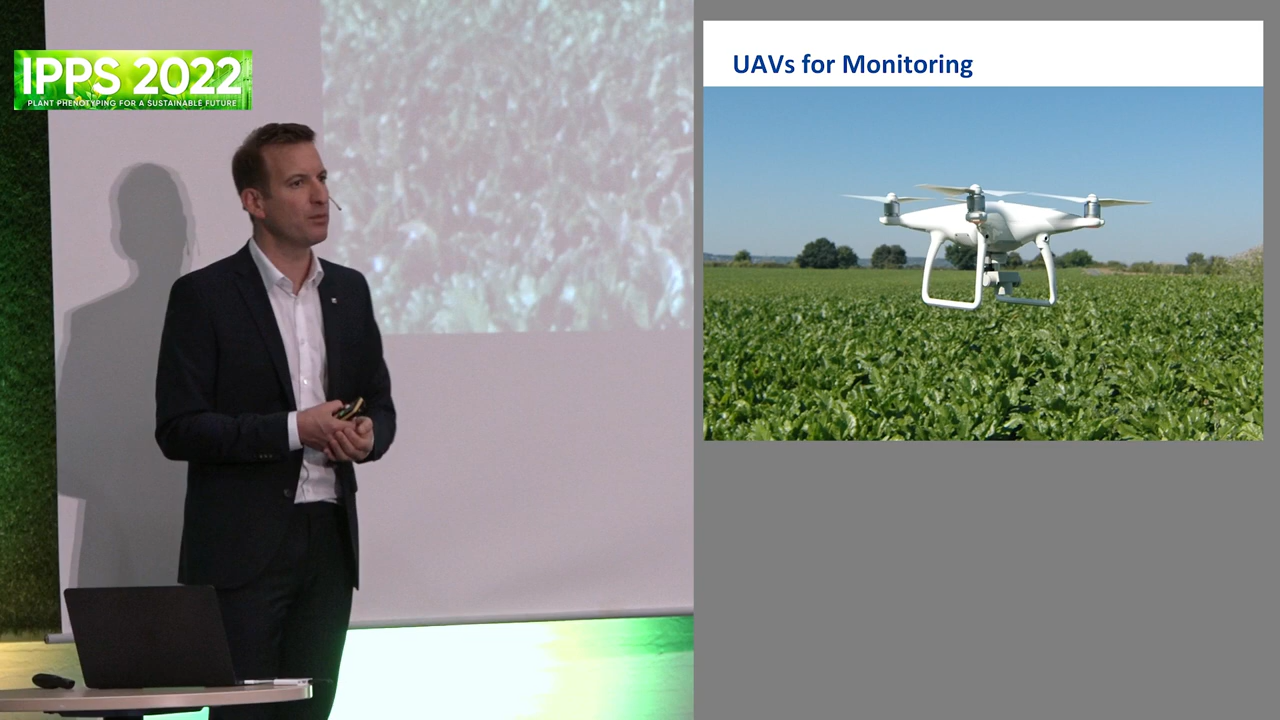 IPPS 2022
PLANT PHENOTYPING FOR A SUSTAINABLE FUTURE
UAVs for Monitoring